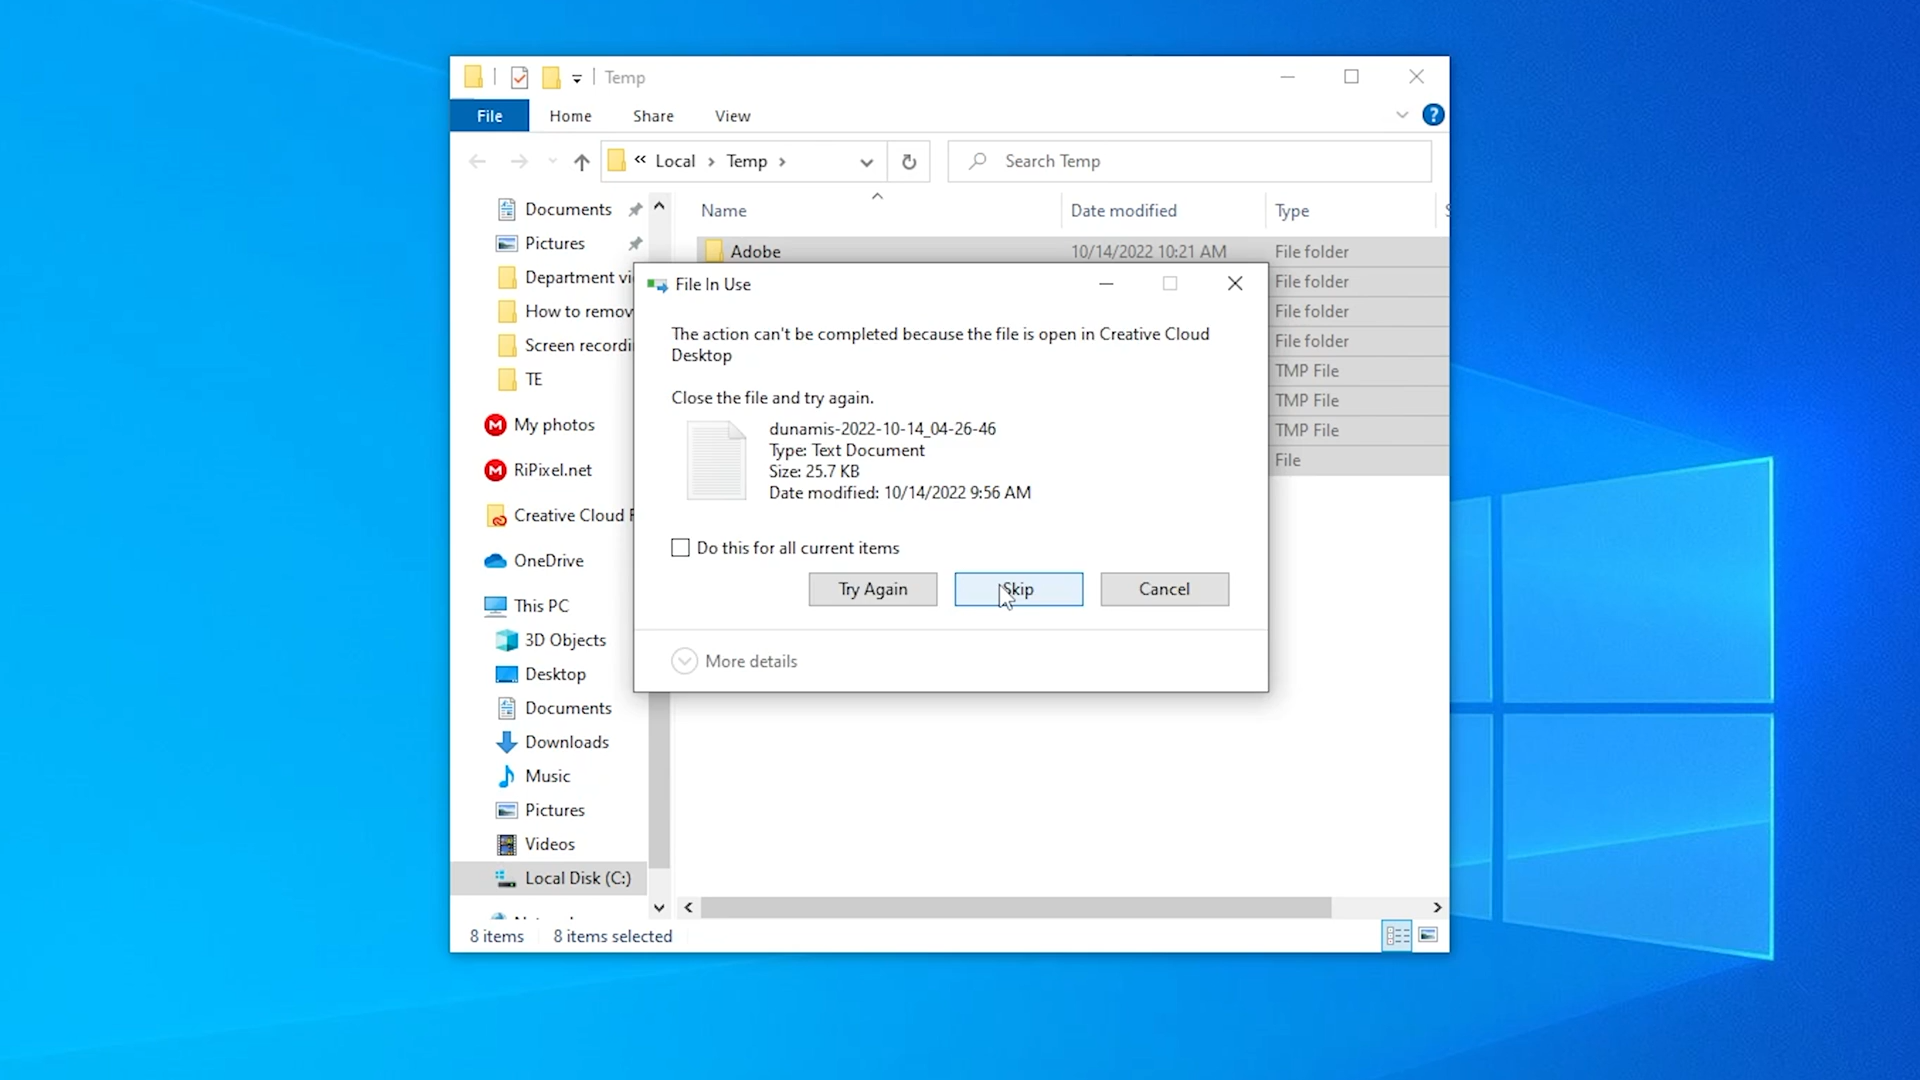 Temp
File
Home
Share
View
?
« Local > Temp >
Search Temp
Documents
Pictures
Department vi
How to remov
Screen recordi
TE
My photos
RiPixel.net
Creative Cloud F
OneDrive
This PC
3D Objects
Desktop
Documents
Downloads
Music
Pictures
Videos
Local Disk (C:)
Name
Date modified
Type
Adobe
10/14/2022 10:21 AM
File folder
File folder
File folder
File folder
TMP File
TMP File
TMP File
File
File In Use
The action can't be completed because the file is open in Creative Cloud
Desktop
Close the file and try again.
dunamis-2022-10-14_04-26-46
Type: Text Document
Size: 25.7 KB
Date modified: 10/14/2022 9:56 AM
Do this for all current items
Try Again
Skip
Cancel
More details
8 items
8 items selected